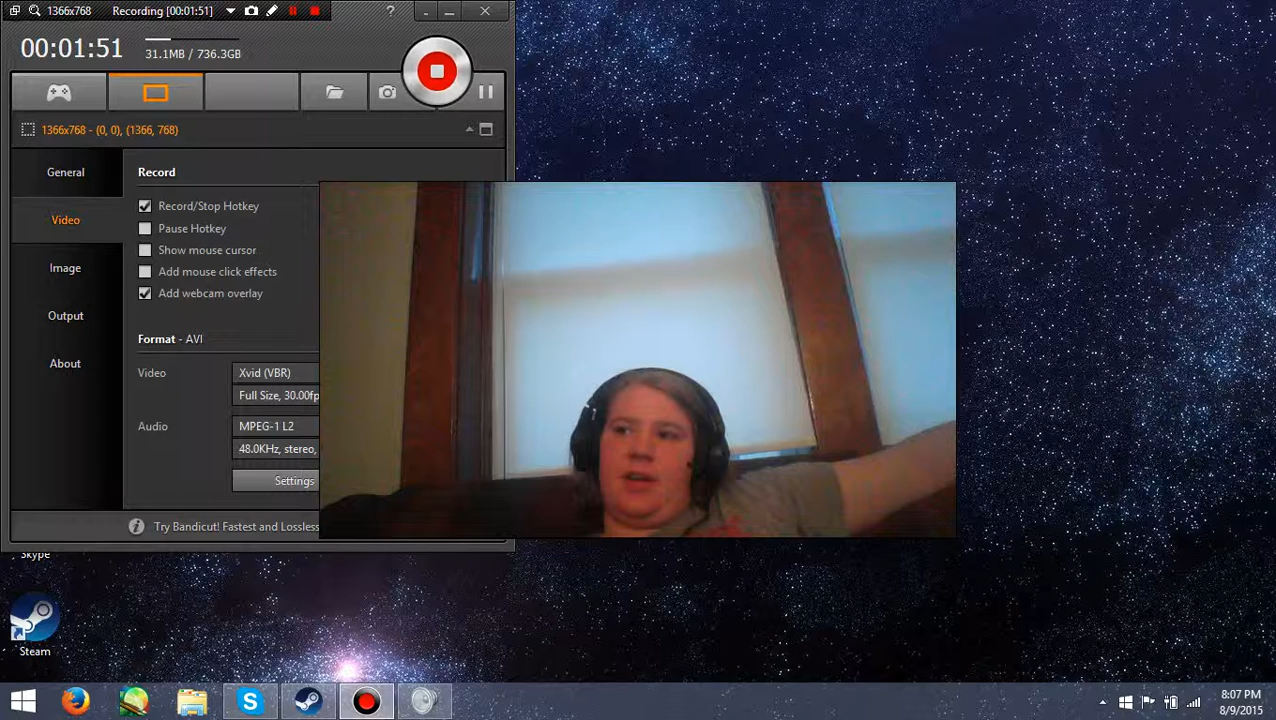 1366x768 Recording [00:01:51]
?
00:01:51
31.1MB / 736.3GB
1366x768 - (0, 0), (1366, 768)
General
Video
Image
Output
About
Record
Record/Stop Hotkey
Pause Hotkey
Show mouse cursor
Add mouse click effects
Add webcam overlay
Format - AVI
Video
Xvid (VBR)
Full Size, 30.00fp
Audio
MPEG-1 L2
48.0KHz, stereo,
Settings
Try Bandicut! Fastest and Lossless
Skype
Steam
8:07 PM
8/9/2015